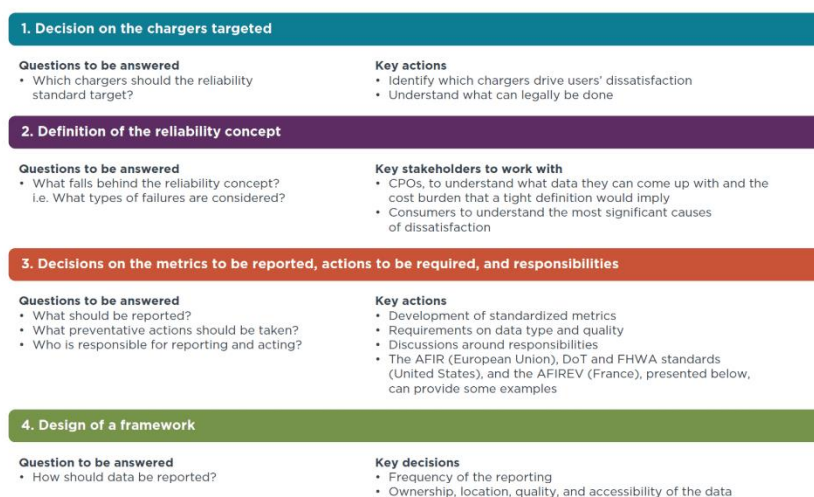 1. Decision on the chargers targeted
Questions to be answered
• Which chargers should the reliability
standard target?
Key actions
• Identify which chargers drive users' dissatisfaction
• Understand what can legally be done
2. Definition of the reliability concept
Questions to be answered
• What falls behind the reliability concept?
i.e. What types of failures are considered?
Key stakeholders to work with
• CPOs, to understand what data they can come up with and the
cost burden that a tight definition would imply
• Consumers to understand the most significant causes
of dissatisfaction
3. Decisions on the metrics to be reported, actions to be required, and responsibilities
Questions to be answered
• What should be reported?
• What preventative actions should be taken?
• Who is responsible for reporting and acting?
Key actions
• Development of standardized metrics
• Requirements on data type and quality
• Discussions around responsibilities
• The AFIR (European Union), DoT and FHWA standards
(United States), and the AFIREV (France), presented below,
can provide some examples
4. Design of a framework
Question to be answered
• How should data be reported?
Key decisions
• Frequency of the reporting
• Ownership, location, quality, and accessibility of the data